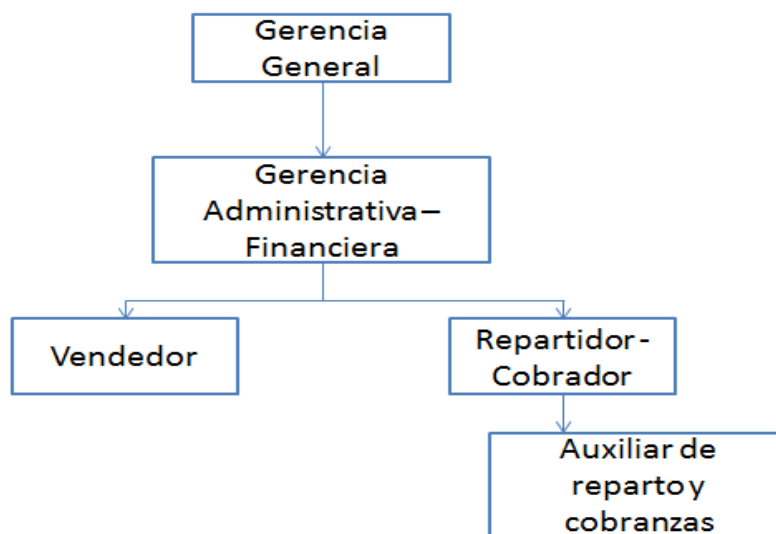 Gerencia
General
Gerencia
Administrativa–
Financiera
Vendedor
Repartidor-
Cobrador
Auxiliar de
reparto y
cobranzas